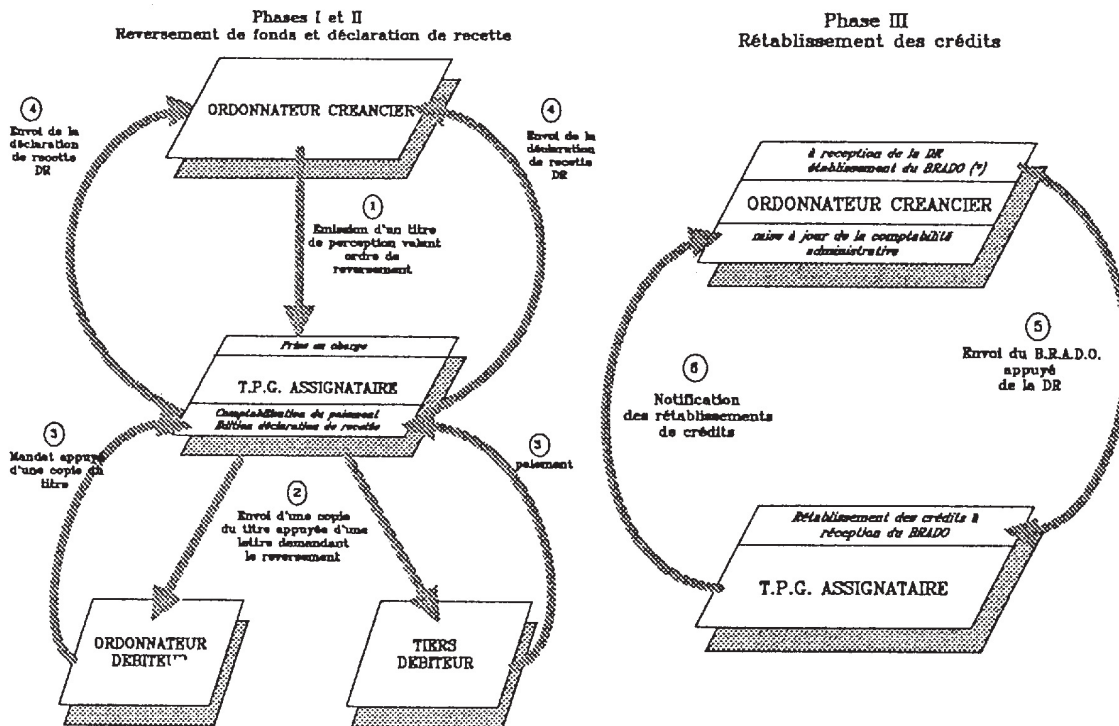 Phases I et II
Reversement de fonds et déclaration de recette
ORDONNATEUR CREANCIER
4
Envoi de la
déclaration
de recette
DR
4
Envoi de la
déclaration
de recette
DR
1
Emission d'un titre
de perception valant
ordre de
reversement
Prise en charge
T.P.G. ASSIGNATAIRE
Comptabilisation du paiement
Edition déclaration de recette
3
Mandat appuyé
d'une copie du
titre
3
paiement
2
Envoi d'une copie
du titre appuyée d'une
lettre demandant
le reversement
ORDONNATEUR
DEBITEUR
TIERS
DEBITEUR
Phase III
Rétablissement des crédits
à reception de la DR
établissement du BRADO (*)
ORDONNATEUR CREANCIER
mise à jour de la comptabilité
administrative
5
Envoi du B.R.A.D.O.
appuyé
de la DR
6
Notification
des rétablissements
de crédits
Rétablissement des crédits à
réception du BRADO
T.P.G. ASSIGNATAIRE